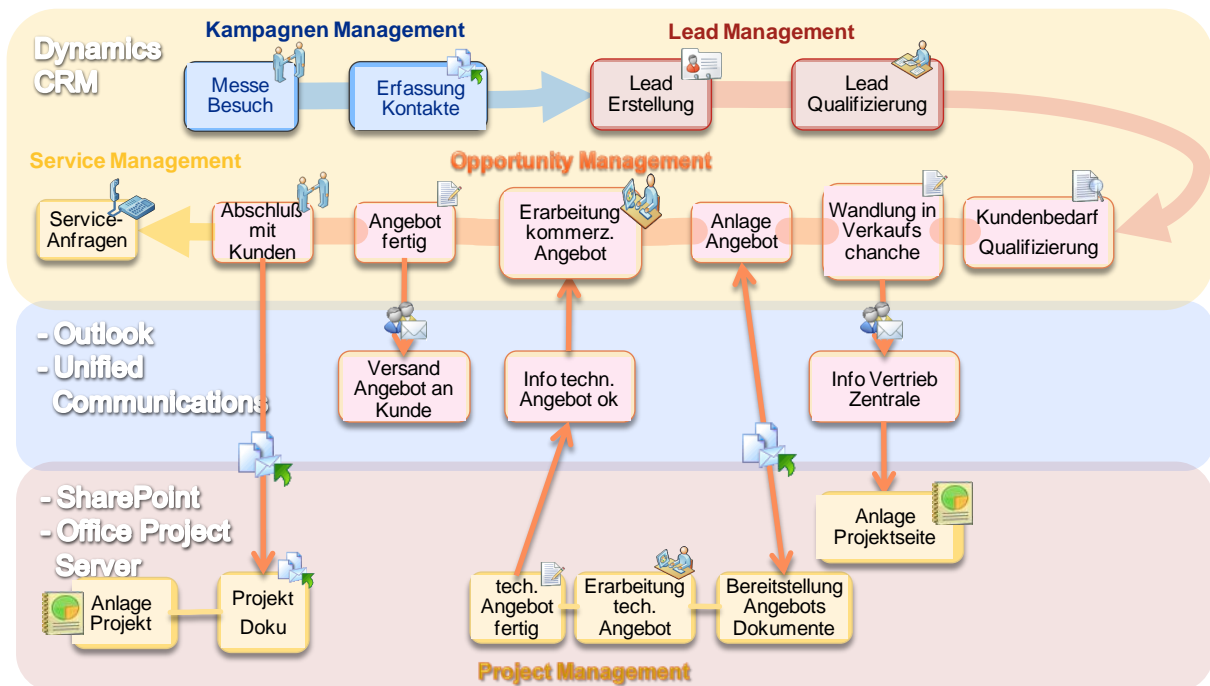 Dynamics
CRM
Kampagnen Management
Lead Management
Messe
Besuch
Erfassung
Kontakte
Lead
Erstellung
Lead
Qualifizierung
Service Management
Opportunity Management
Service-
Anfragen
Abschluß
mit
Kunden
Angebot
fertig
Erarbeitung
kommerz.
Angebot
Anlage
Angebot
Wandlung in
Verkaufs
chanche
Kundenbedarf
Qualifizierung
- Outlook
- Unified
Communications
Versand
Angebot an
Kunde
Info techn.
Angebot ok
Info Vertrieb
Zentrale
- SharePoint
- Office Project
Server
Anlage
Projektseite
Anlage
Projekt
Projekt
Doku
tech.
Angebot
fertig
Erarbeitung
tech.
Angebot
Bereitstellung
Angebots
Dokumente
Project Management